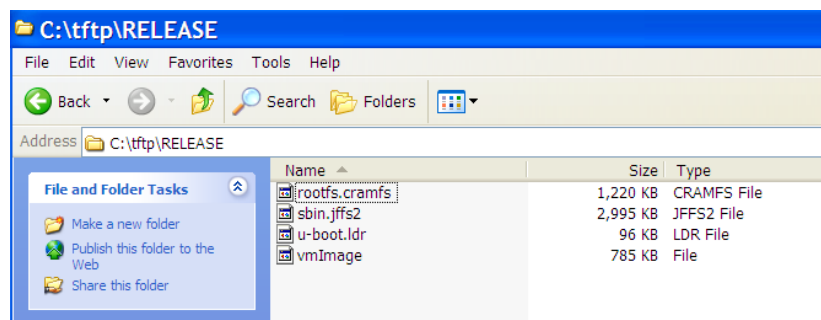 C:\tftp\RELEASE
File Edit View Favorites Tools Help
Back Search Folders
Address C:\tftp\RELEASE
Name Size Type
File and Folder Tasks
Make a new folder
Publish this folder to the
Web
Share this folder
rootfs.cramfs 1,220 KB CRAMFS File
sbin.jffs2 2,995 KB JFFS2 File
u-boot.ldr 96 KB LDR File
vmImage 785 KB File